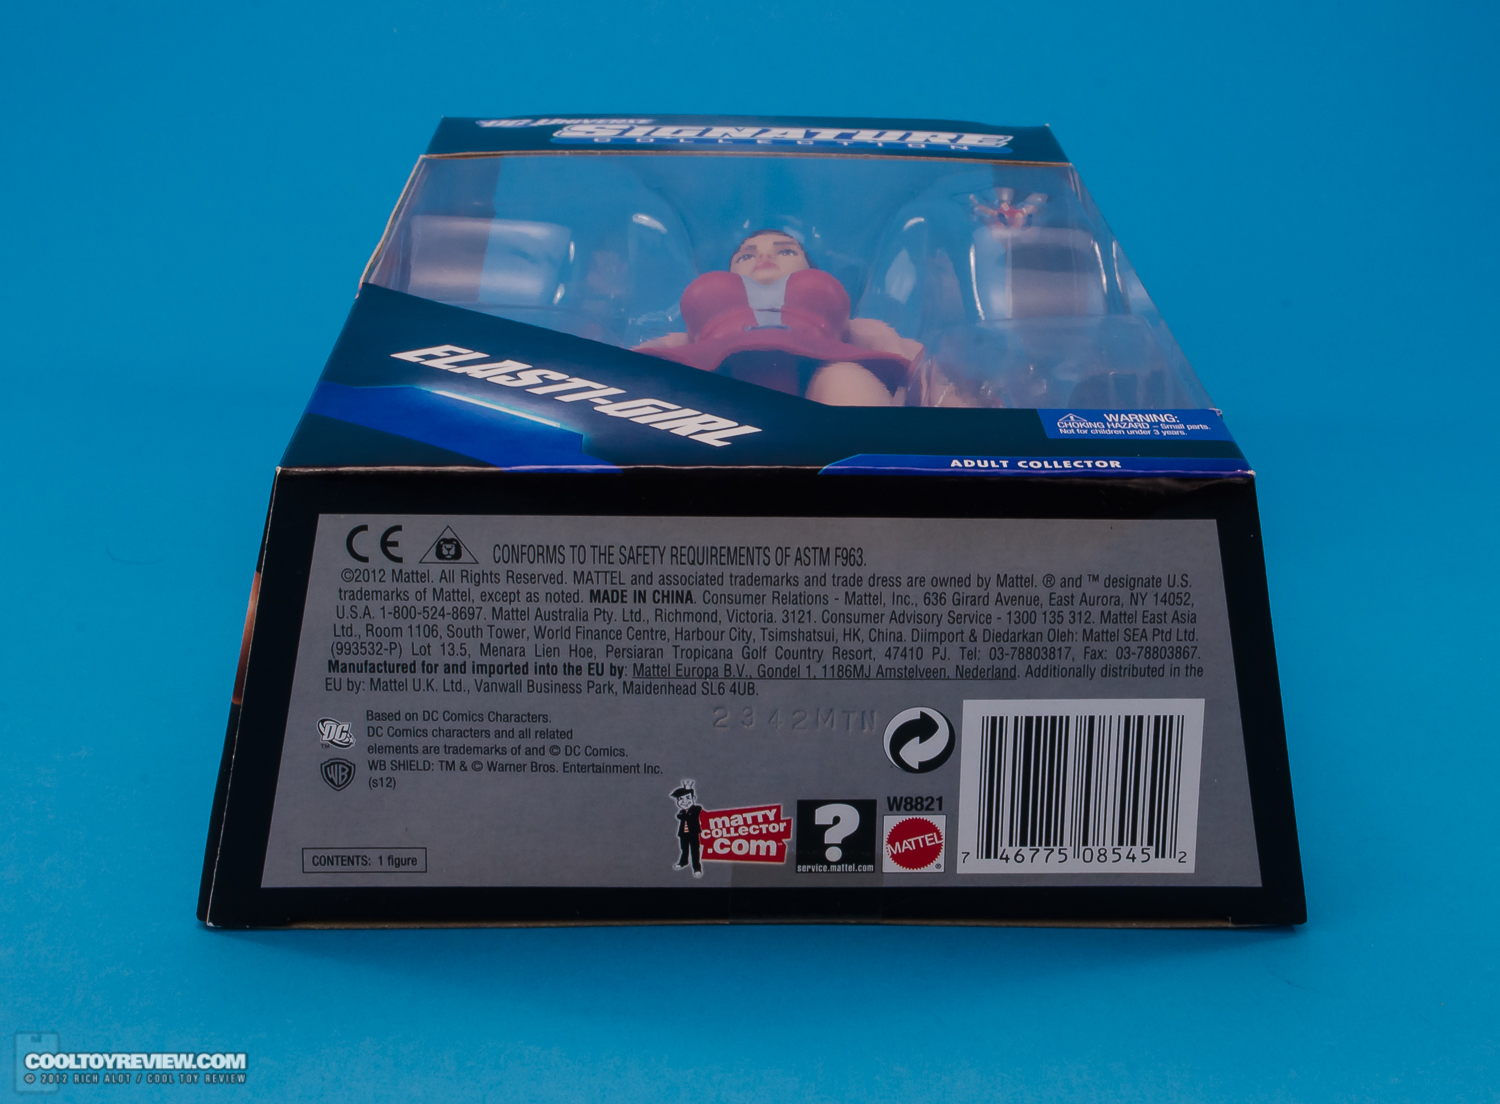 DC UNIVERSE
SIGNATURE
COLLECTION
ELASTI-GIRL
WARNING:
CHOKING HAZARD – Small parts.
Not for children under 3 years.
ADULT COLLECTOR
CE
CONFORMS TO THE SAFETY REQUIREMENTS OF ASTM F963.
©2012 Mattel. All Rights Reserved. MATTEL and associated trademarks and trade dress are owned by Mattel. ® and ™ designate U.S.
trademarks of Mattel, except as noted. MADE IN CHINA. Consumer Relations - Mattel, Inc., 636 Girard Avenue, East Aurora, NY 14052,
U.S.A. 1-800-524-8697. Mattel Australia Pty. Ltd., Richmond, Victoria. 3121. Consumer Advisory Service - 1300 135 312. Mattel East Asia
Ltd., Room 1106, South Tower, World Finance Centre, Harbour City, Tsimshatsui, HK, China. Diimport & Diedarkan Oleh: Mattel SEA Ptd Ltd.
(993532-P) Lot 13.5, Menara Lien Hoe, Persiaran Tropicana Golf Country Resort, 47410 PJ. Tel: 03-78803817, Fax: 03-78803867.
Manufactured for and imported into the EU by: Mattel Europa B.V., Gondel 1, 1186MJ Amstelveen, Nederland. Additionally distributed in the
EU by: Mattel U.K. Ltd., Vanwall Business Park, Maidenhead SL6 4UB.
2342MTN
DC
TM
Based on DC Comics Characters.
DC Comics characters and all related
elements are trademarks of and © DC Comics.
WB
WB SHIELD: TM & © Warner Bros. Entertainment Inc.
(s12)
CONTENTS: 1 figure
MATTY
COLLECTOR
.COM™
?
service.mattel.com
W8821
MATTEL
®
7 46775 08545 2
COOLTOYREVIEW.COM
© 2012 RICH ALOT / COOL TOY REVIEW